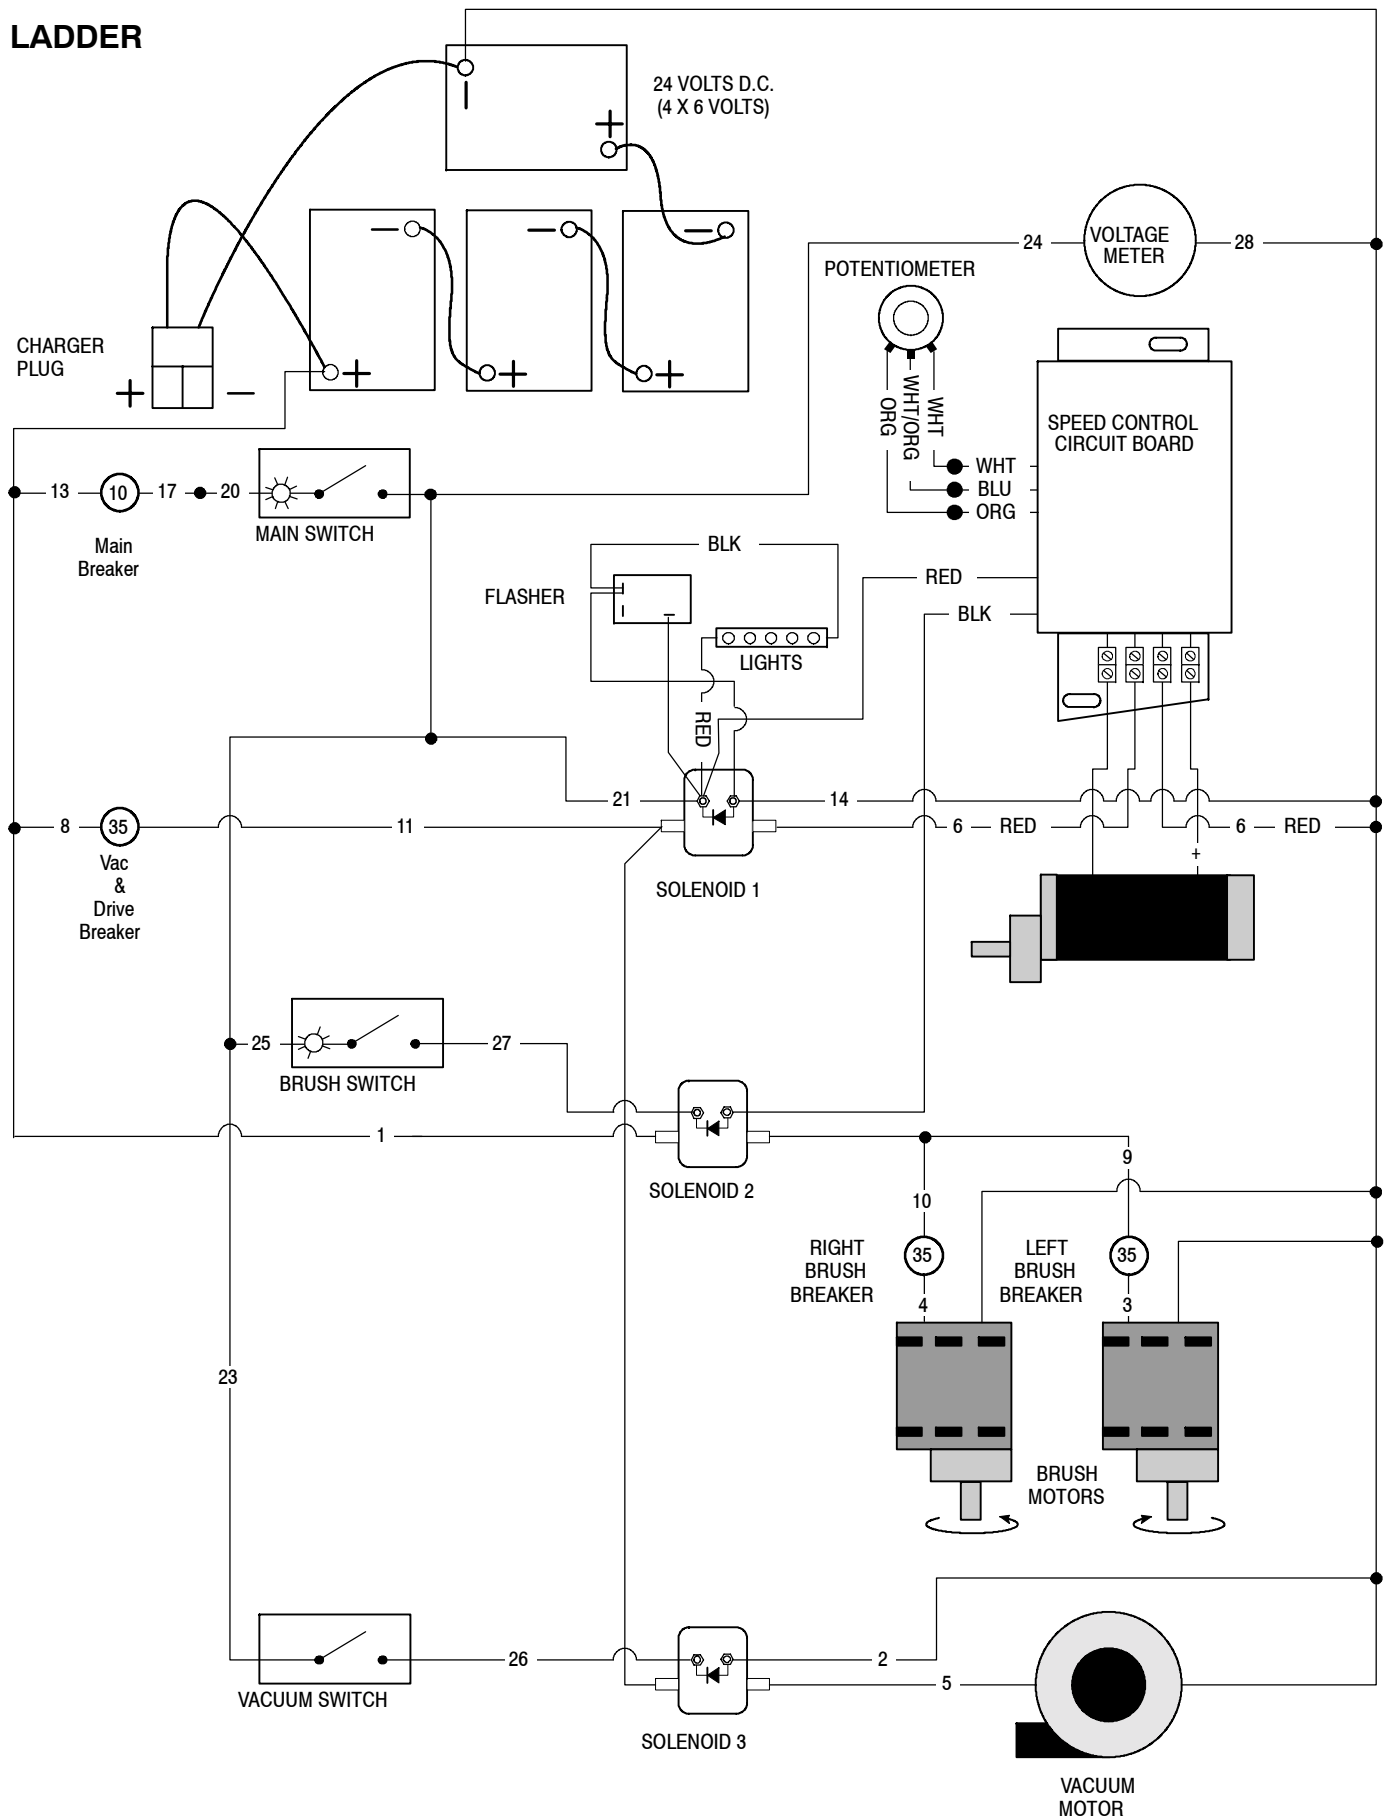 LADDER
24 VOLTS D.C.
(4 X 6 VOLTS)
CHARGER
PLUG
+
−
−
+
−
+
−
+
−
+
24
VOLTAGE
METER
28
POTENTIOMETER
ORG
WHT/ORG
WHT
WHT
BLU
ORG
SPEED CONTROL
CIRCUIT BOARD
13
10
17
20
MAIN SWITCH
Main
Breaker
BLK
FLASHER
LIGHTS
RED
RED
BLK
21
14
8
35
11
6
RED
6
RED
Vac
&
Drive
Breaker
SOLENOID 1
+
25
BRUSH SWITCH
27
1
SOLENOID 2
9
10
RIGHT
BRUSH
BREAKER
35
4
LEFT
BRUSH
BREAKER
35
3
23
BRUSH
MOTORS
VACUUM SWITCH
26
2
5
SOLENOID 3
VACUUM
MOTOR